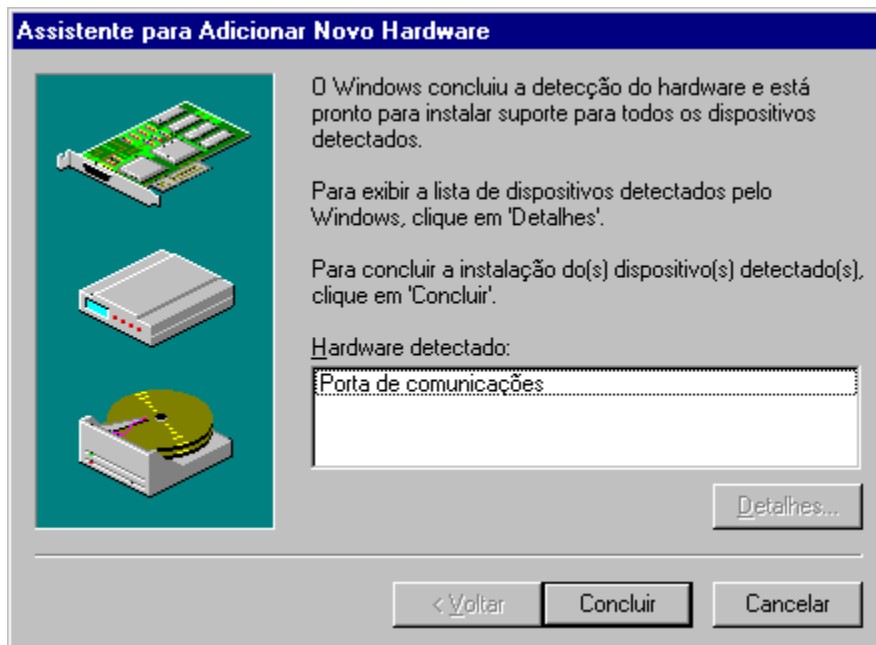 Assistente para Adicionar Novo Hardware
O Windows concluiu a detecção do hardware e está
pronto para instalar suporte para todos os dispositivos
detectados.
Para exibir a lista de dispositivos detectados pelo
Windows, clique em 'Detalhes'.
Para concluir a instalação do(s) dispositivo(s) detectado(s),
clique em 'Concluir'.
Hardware detectado:
Porta de comunicações
Detalhes...
< Voltar
Concluir
Cancelar